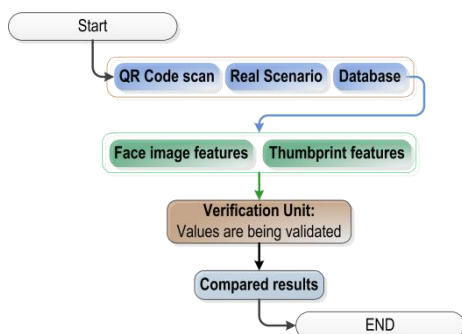 Start
QR Code scan Real Scenario Database
Face image features Thumbprint features
Verification Unit:
Values are being validated
Compared results
END